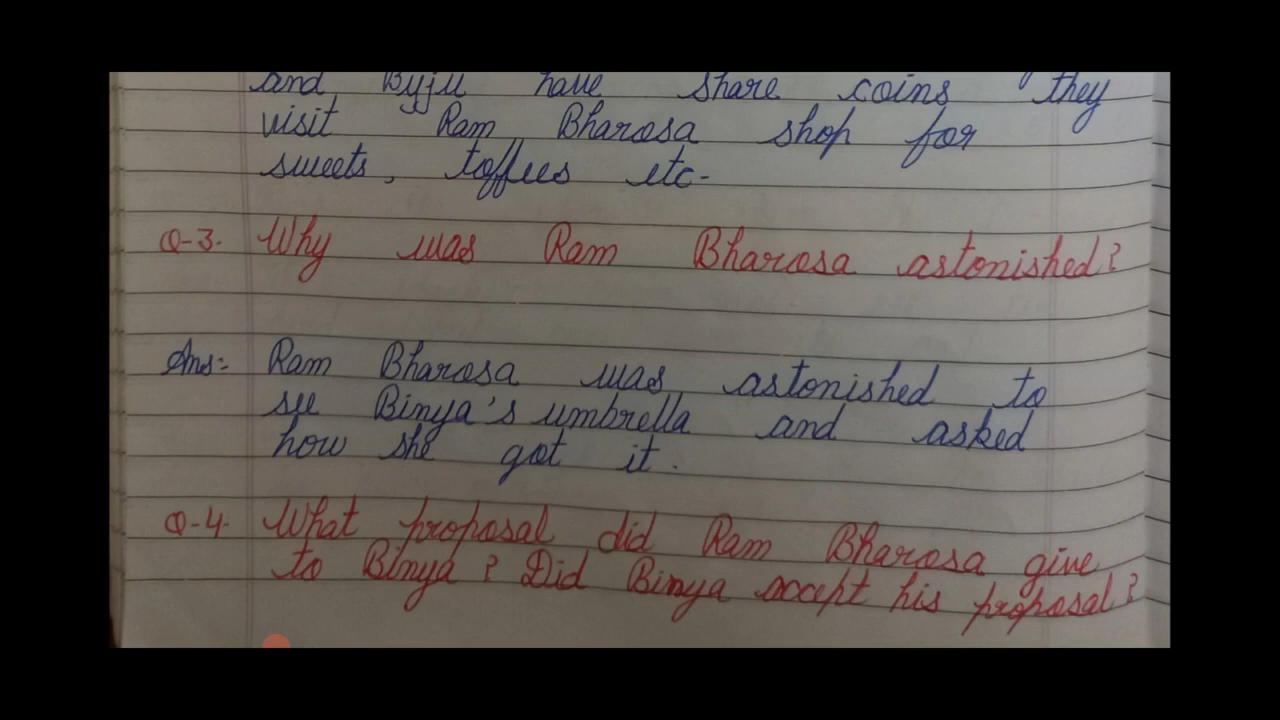 and Byju have share coins they
visit Ram Bharosa shop for
sweets, toffees etc-
Q-3. Why was Ram Bharosa astonished?
Ans:- Ram Bharosa was astonished to
see Binya's umbrella and asked
how she got it.
Q-4. What proposal did Ram Bharosa give
to Binya? Did Binya accept his proposal?